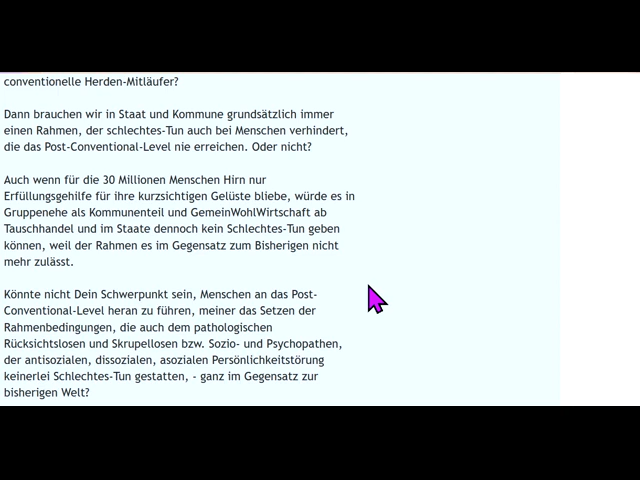 conventionelle Herden-Mitläufer?
Dann brauchen wir in Staat und Kommune grundsätzlich immer
einen Rahmen, der schlechtes-Tun auch bei Menschen verhindert,
die das Post-Conventional-Level nie erreichen. Oder nicht?
Auch wenn für die 30 Millionen Menschen Hirn nur
Erfüllungsgehilfe für ihre kurzsichtigen Gelüste bliebe, würde es in
Gruppenehe als Kommunenteil und GemeinWohlWirtschaft ab
Tauschhandel und im Staate dennoch kein Schlechtes-Tun geben
können, weil der Rahmen es im Gegensatz zum Bisherigen nicht
mehr zulässt.
Könnte nicht Dein Schwerpunkt sein, Menschen an das Post-
Conventional-Level heran zu führen, meiner das Setzen der
Rahmenbedingungen, die auch dem pathologischen
Rücksichtslosen und Skrupellosen bzw. Sozio- und Psychopathen,
der antisozialen, dissozialen, asozialen Persönlichkeitstörung
keinerlei Schlechtes-Tun gestatten, - ganz im Gegensatz zur
bisherigen Welt?